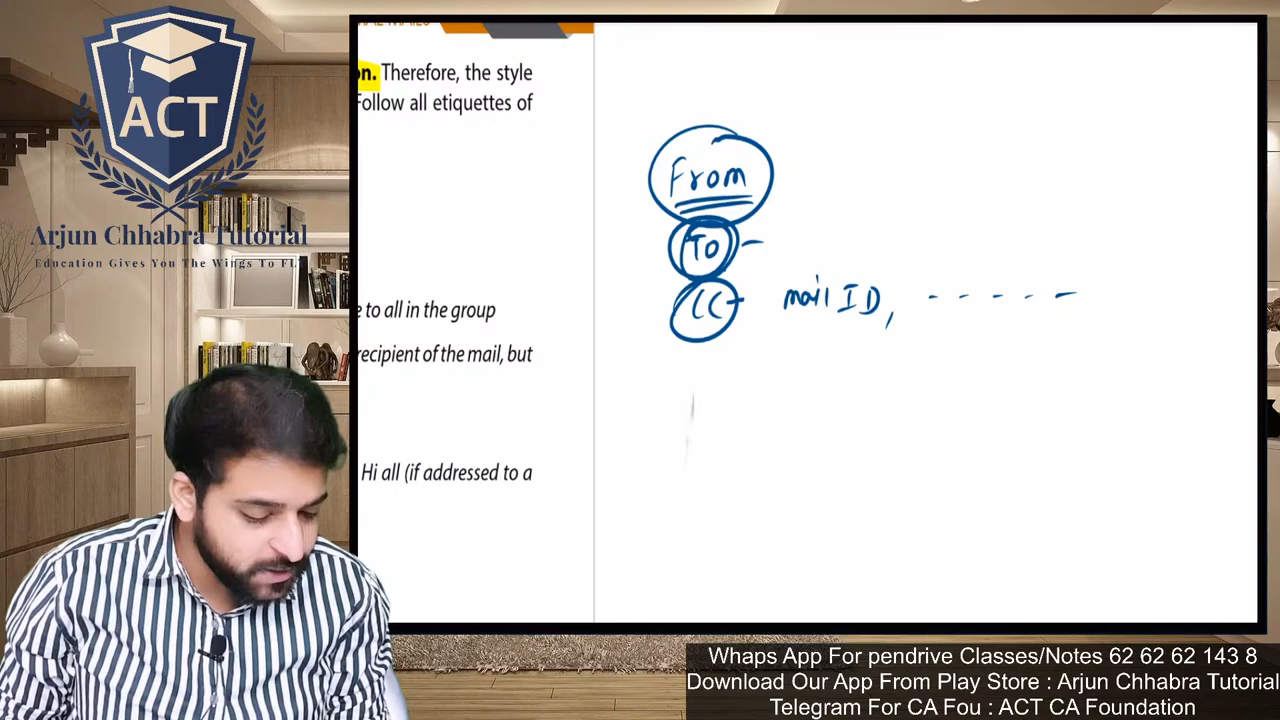 on. Therefore, the style
Follow all etiquettes of
ACT
Arjun Chhabra Tutorial
Education Gives You The Wings To FL
From
To -
CC- mail ID, - - - - -
e to all in the group
recipient of the mail, but
Hi all (if addressed to a
Whaps App For pendrive Classes/Notes 62 62 62 143 8
Download Our App From Play Store : Arjun Chhabra Tutorial
Telegram For CA Fou : ACT CA Foundation